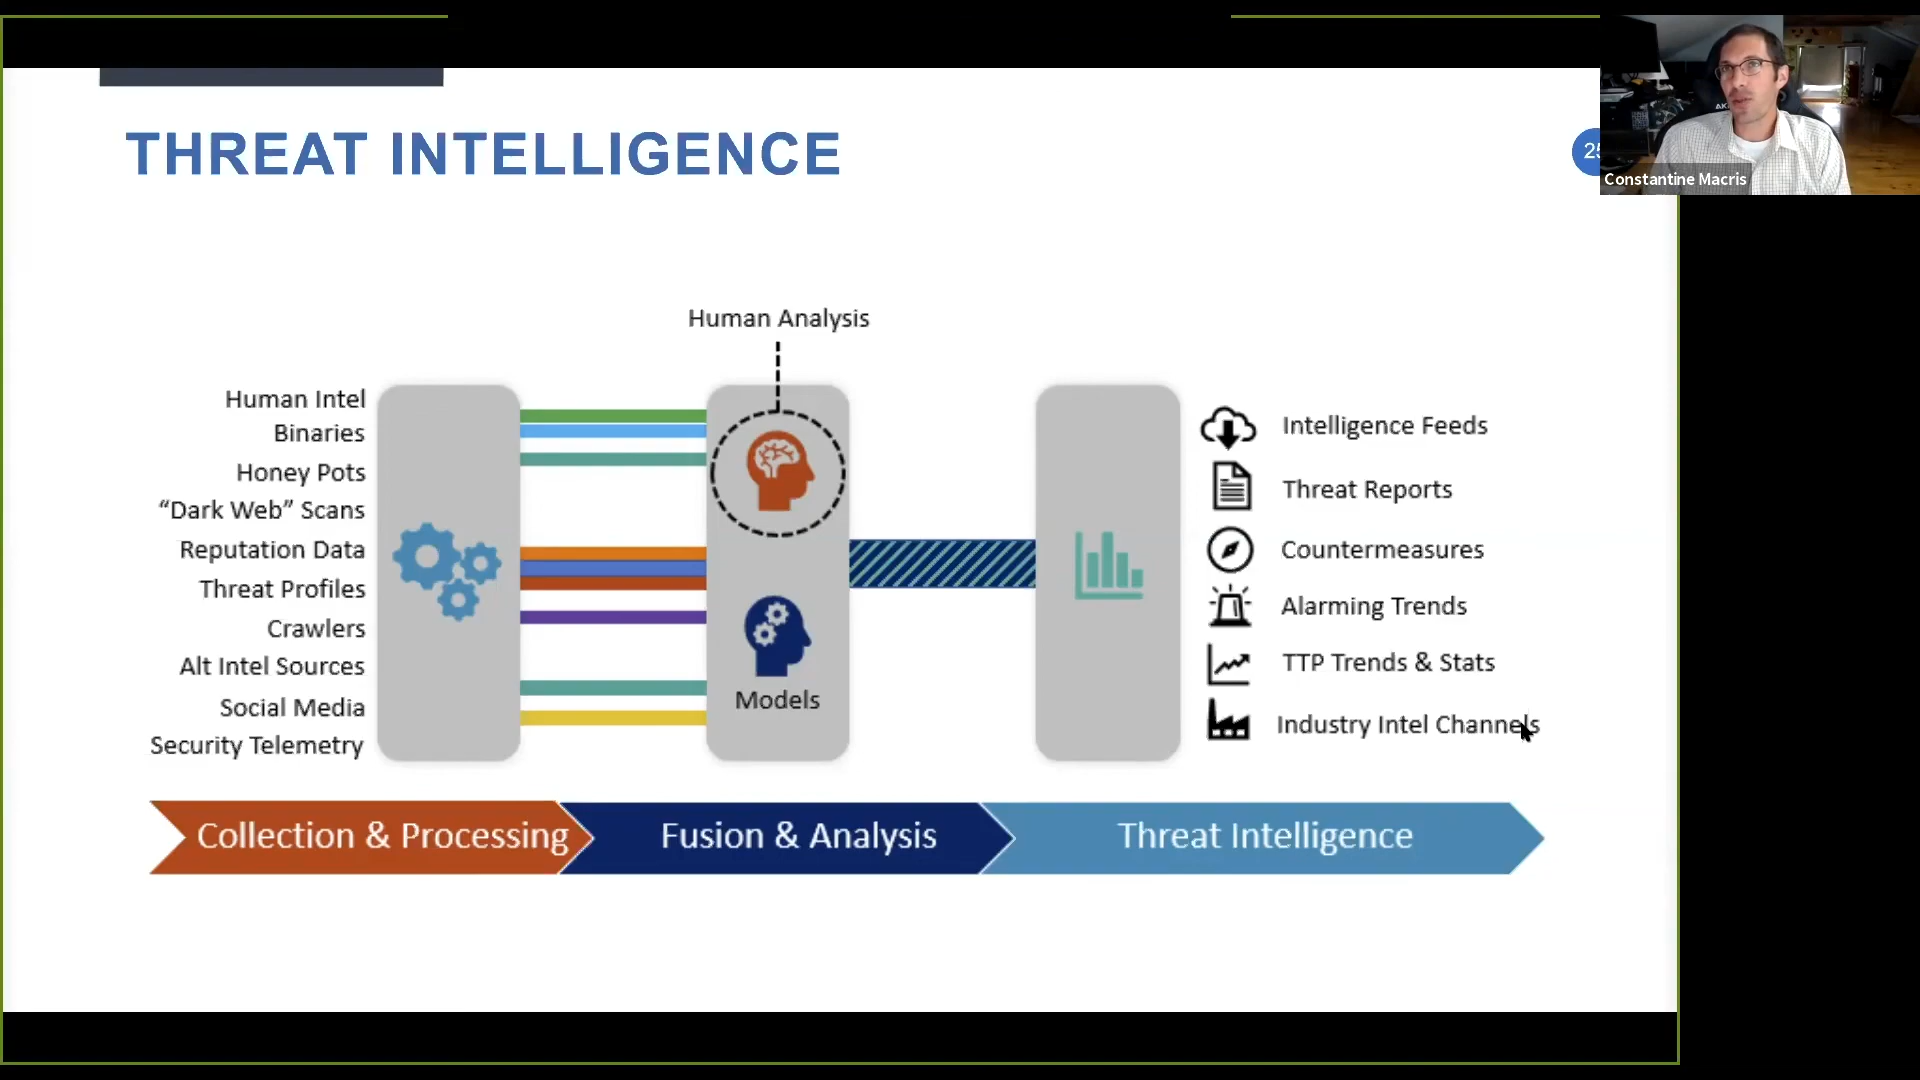 THREAT INTELLIGENCE
Constantine Macris
Human Analysis
Human Intel
Binaries
Honey Pots
“Dark Web” Scans
Reputation Data
Threat Profiles
Crawlers
Alt Intel Sources
Social Media
Security Telemetry
Models
Intelligence Feeds
Threat Reports
Countermeasures
Alarming Trends
TTP Trends & Stats
Industry Intel Channels
Collection & Processing
Fusion & Analysis
Threat Intelligence